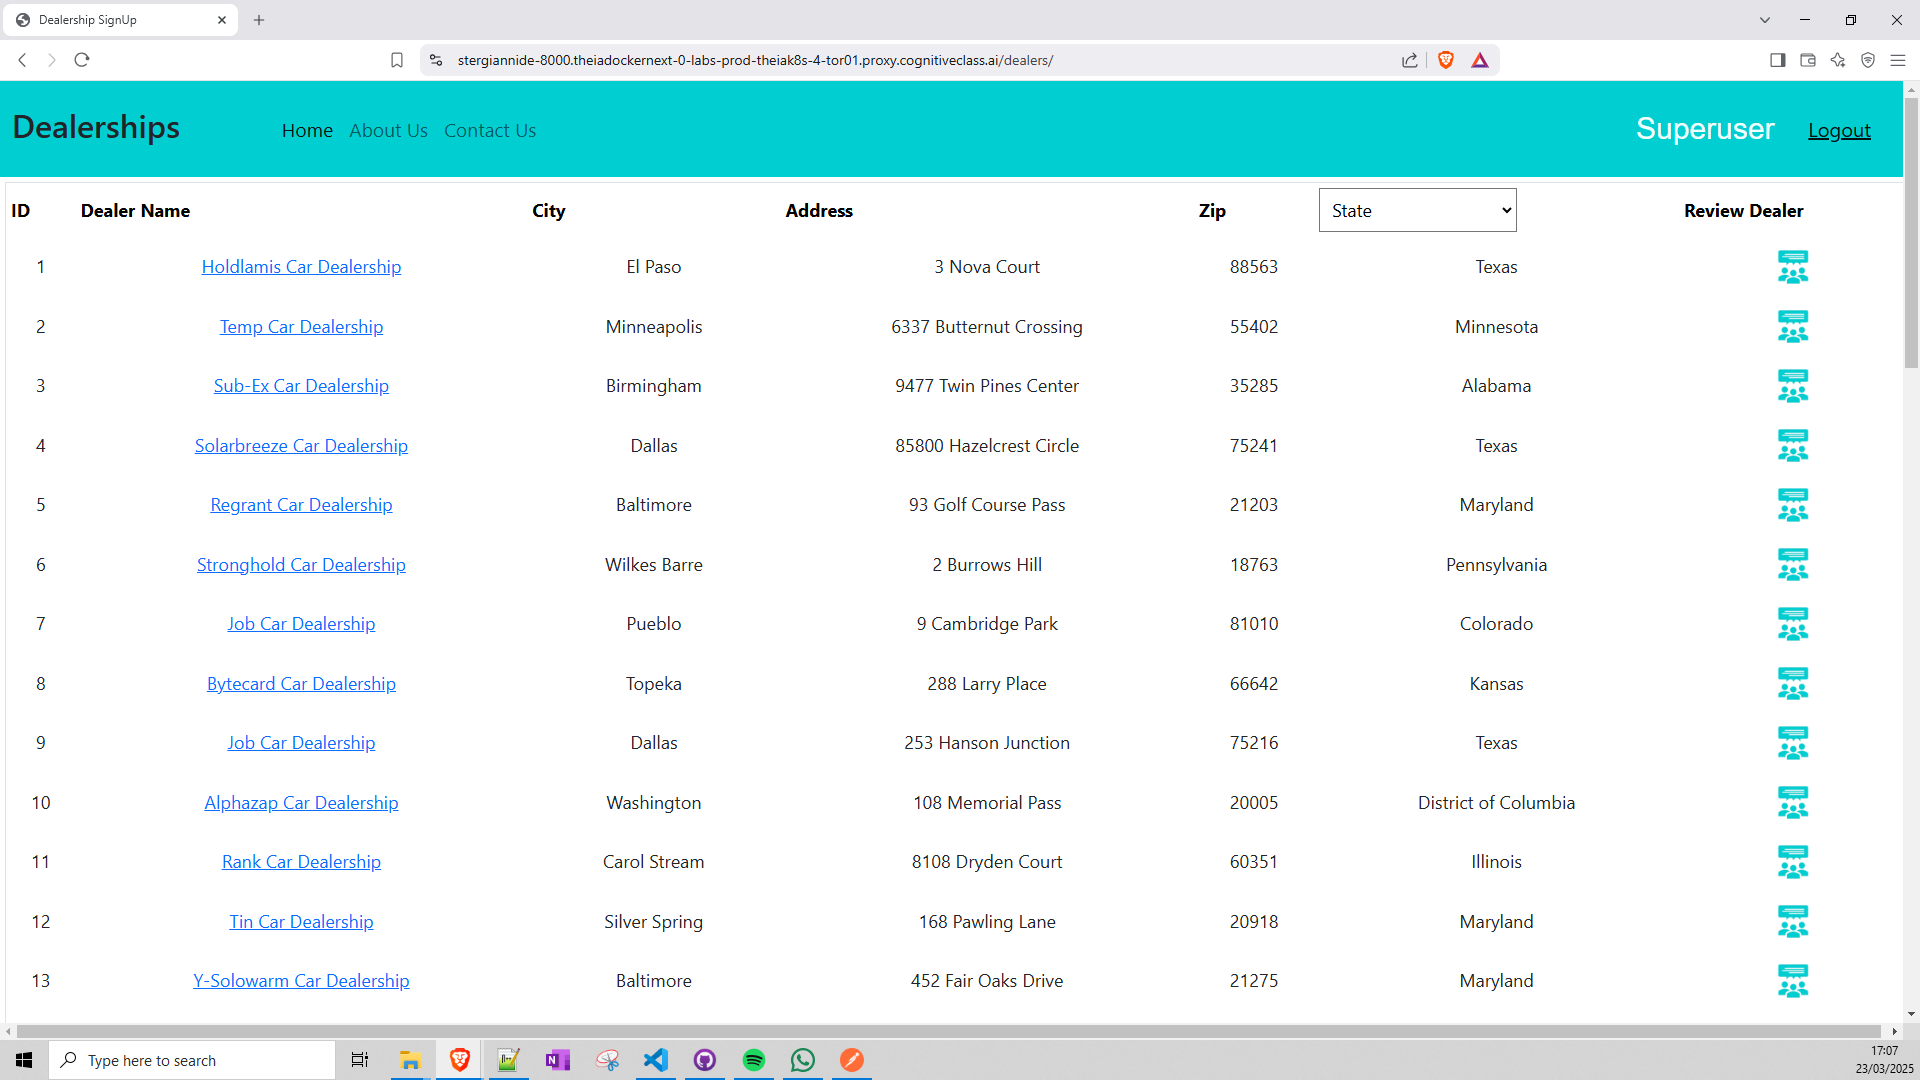 Dealership SignUp
stergiannide-8000.theiadockernext-0-labs-prod-theiak8s-4-tor01.proxy.cognitiveclass.ai/dealers/
Dealerships Home About Us Contact Us Superuser Logout
ID Dealer Name City Address Zip State Review Dealer
1 Holdlamis Car Dealership El Paso 3 Nova Court 88563 Texas
2 Temp Car Dealership Minneapolis 6337 Butternut Crossing 55402 Minnesota
3 Sub-Ex Car Dealership Birmingham 9477 Twin Pines Center 35285 Alabama
4 Solarbreeze Car Dealership Dallas 85800 Hazelcrest Circle 75241 Texas
5 Regrant Car Dealership Baltimore 93 Golf Course Pass 21203 Maryland
6 Stronghold Car Dealership Wilkes Barre 2 Burrows Hill 18763 Pennsylvania
7 Job Car Dealership Pueblo 9 Cambridge Park 81010 Colorado
8 Bytecard Car Dealership Topeka 288 Larry Place 66642 Kansas
9 Job Car Dealership Dallas 253 Hanson Junction 75216 Texas
10 Alphazap Car Dealership Washington 108 Memorial Pass 20005 District of Columbia
11 Rank Car Dealership Carol Stream 8108 Dryden Court 60351 Illinois
12 Tin Car Dealership Silver Spring 168 Pawling Lane 20918 Maryland
13 Y-Solowarm Car Dealership Baltimore 452 Fair Oaks Drive 21275 Maryland
Type here to search
17:07
23/03/2025